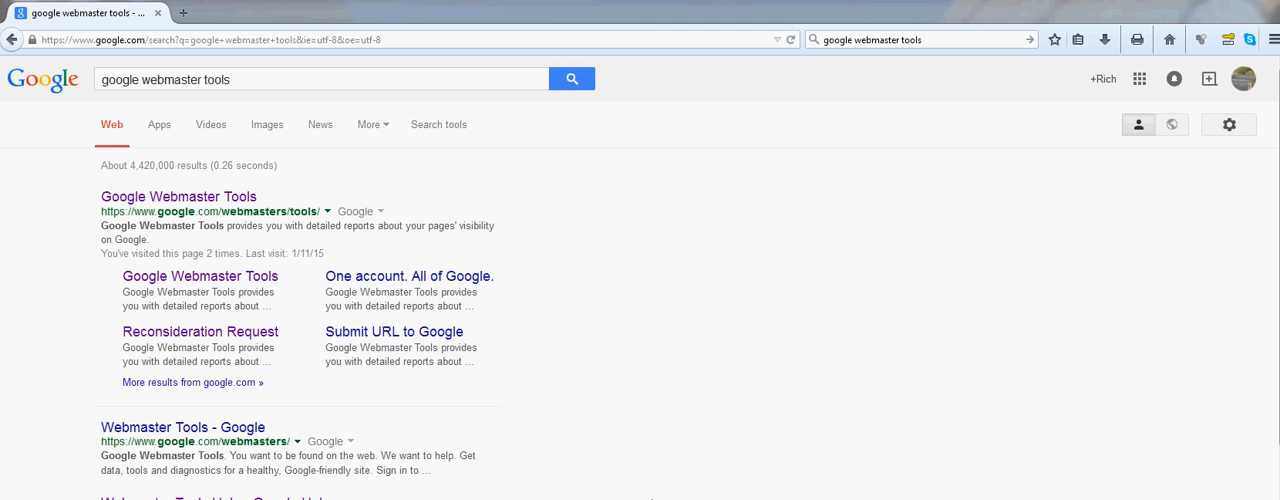 google webmaster tools - ...
https://www.google.com/search?q=google+webmaster+tools&ie=utf-8&oe=utf-8
google webmaster tools
Google
google webmaster tools
+Rich
Web Apps Videos Images News More Search tools
About 4,420,000 results (0.26 seconds)
Google Webmaster Tools
https://www.google.com/webmasters/tools/ Google
Google Webmaster Tools provides you with detailed reports about your pages' visibility
on Google.
You've visited this page 2 times. Last visit: 1/11/15
Google Webmaster Tools
Google Webmaster Tools provides
you with detailed reports about ...
One account. All of Google.
Google Webmaster Tools provides
you with detailed reports about ...
Reconsideration Request
Google Webmaster Tools provides
you with detailed reports about ...
Submit URL to Google
Google Webmaster Tools provides
you with detailed reports about ...
More results from google.com »
Webmaster Tools - Google
https://www.google.com/webmasters/ Google
Google Webmaster Tools. You want to be found on the web. We want to help. Get
data, tools and diagnostics for a healthy, Google-friendly site. Sign in to ...